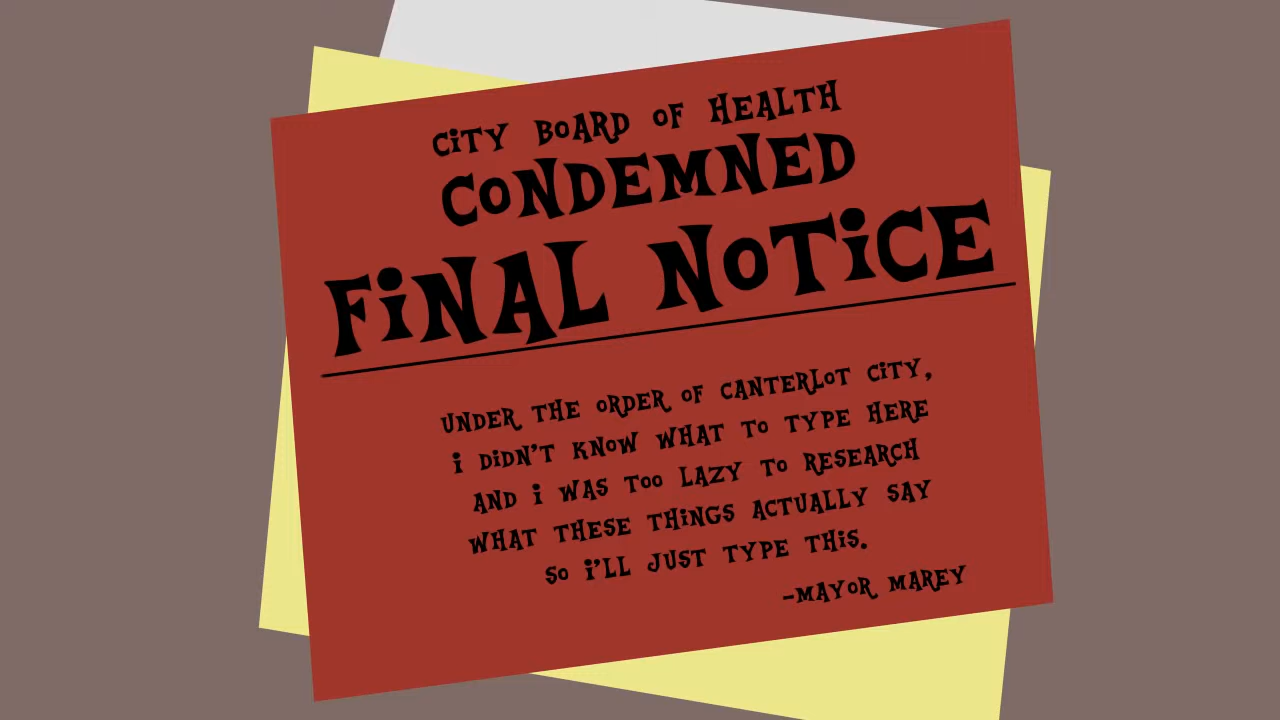 CiTY BOARD OF HEALTH
CONDEMNED
FiNAL NOTiCE
UNDER THE ORDER OF CANTERLOT CiTY,
i DiDN'T KNOW WHAT TO TYPE HERE
AND i WAS TOO LAZY TO RESEARCH
WHAT THESE THiNGS ACTUALLY SAY
SO i'LL JUST TYPE THiS.
-MAYOR MAREY